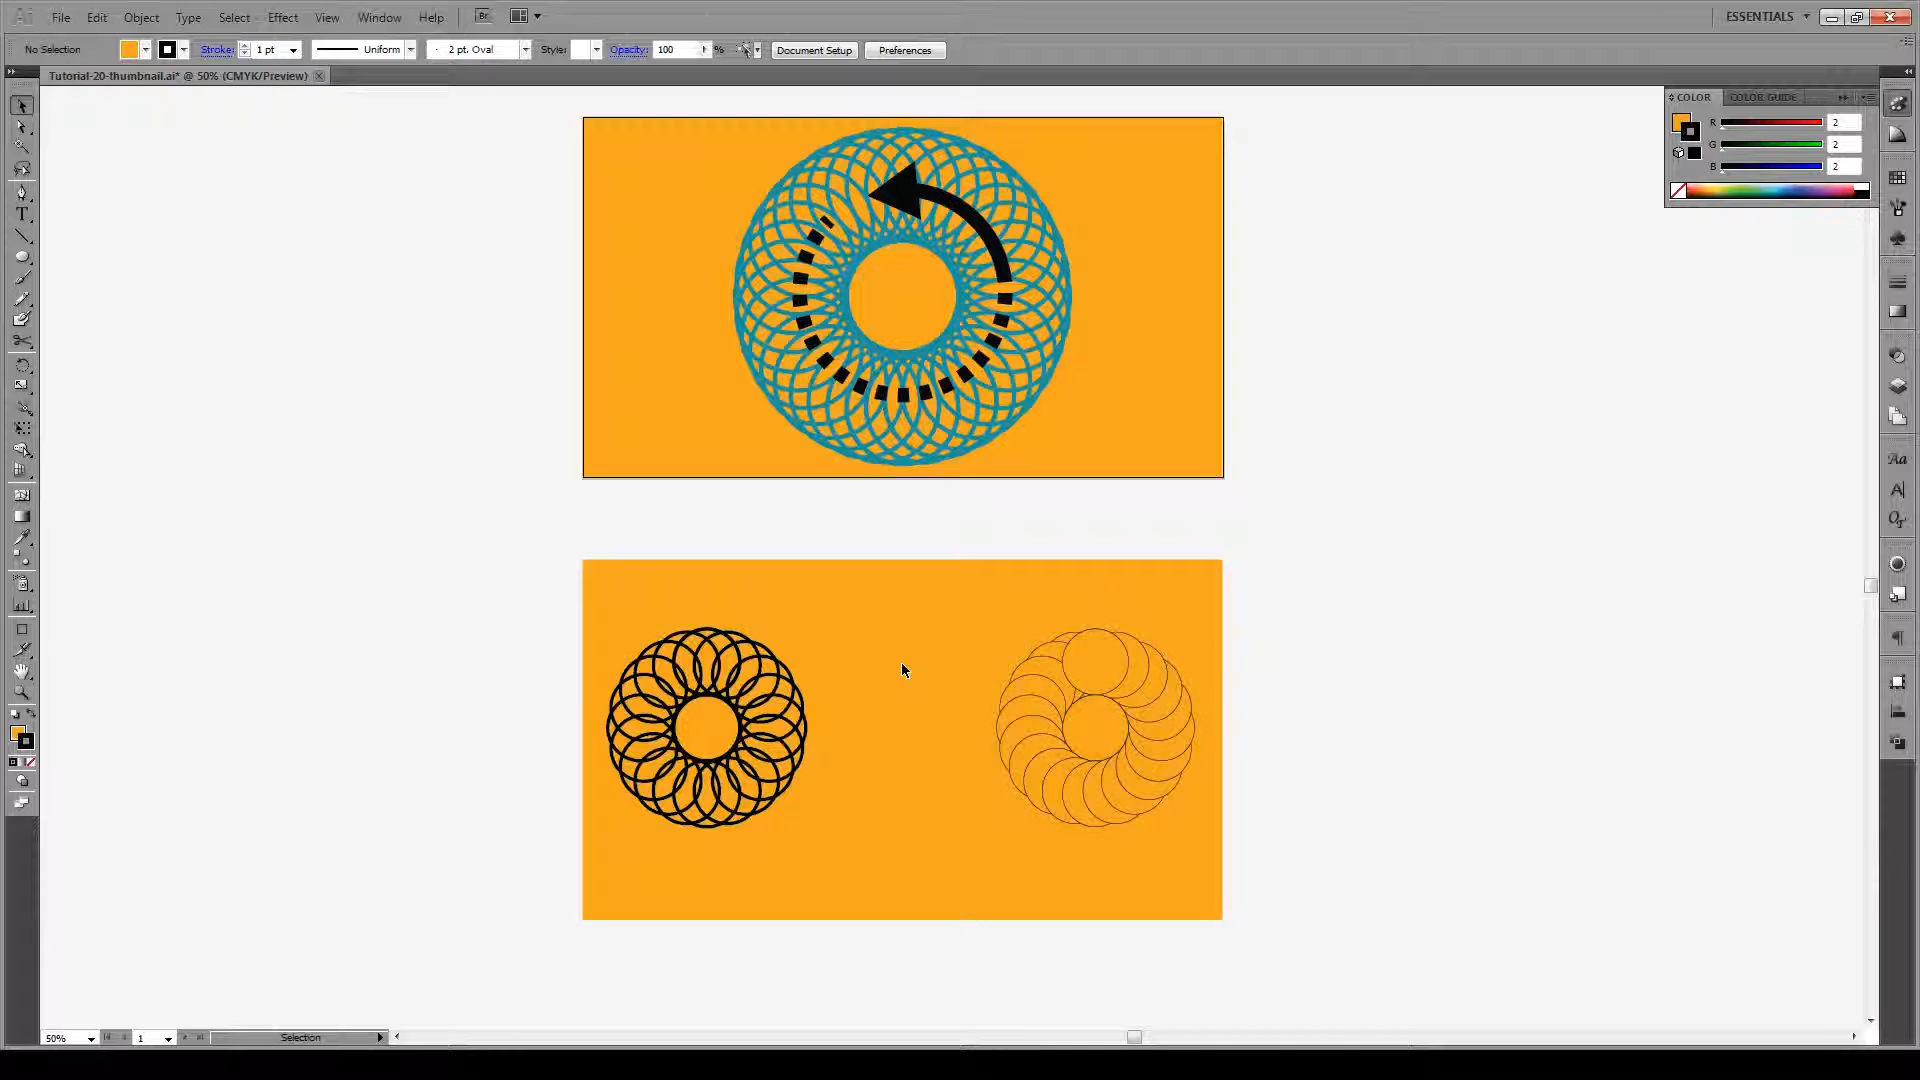 Ai File Edit Object Type Select Effect View Window Help Br ESSENTIALS
No Selection Stroke: 1 pt Uniform 2 pt. Oval Style: Opacity: 100 % Document Setup Preferences
Tutorial-20-thumbnail.ai* @ 50% (CMYK/Preview)
COLOR COLOR GUIDE
R 2
G 2
B 2
50% 1 Selection